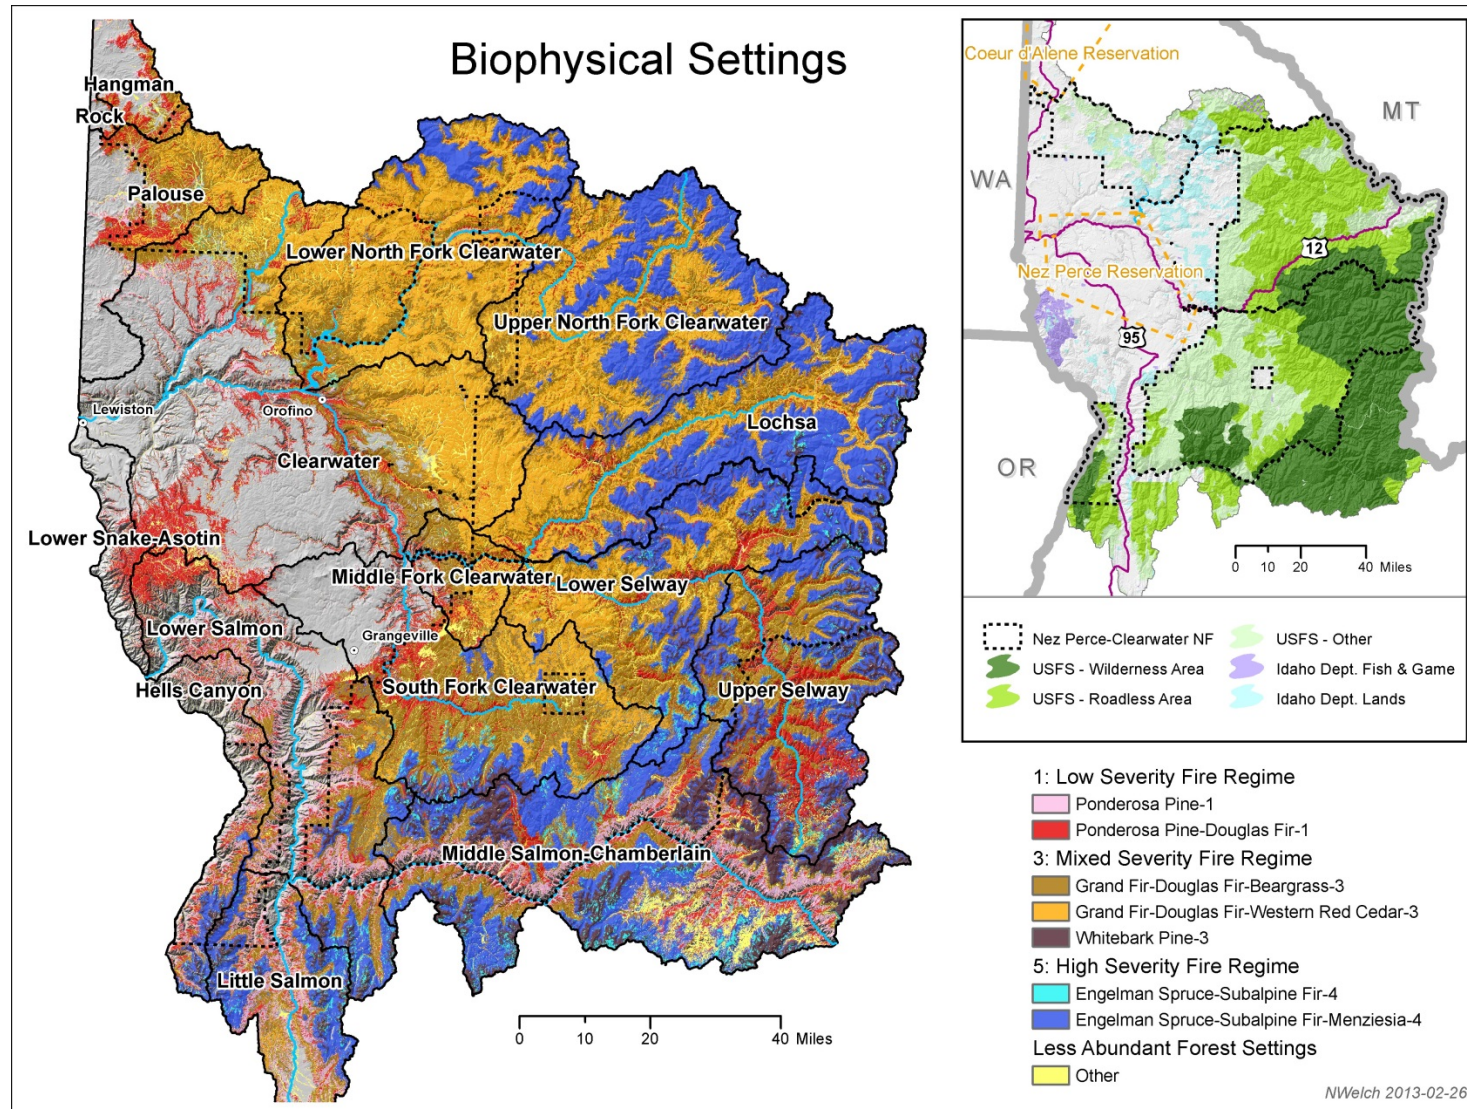 Biophysical Settings
Hangman
Rock
Palouse
Lower North Fork Clearwater
Upper North Fork Clearwater
Lewiston
Orofino
Clearwater
Lochsa
Lower Snake-Asotin
Middle Fork Clearwater
Lower Selway
Lower Salmon
Grangeville
Hells Canyon
South Fork Clearwater
Upper Selway
Middle Salmon-Chamberlain
Little Salmon
0 10 20 40 Miles
Coeur d'Alene Reservation
MT
WA
12
Nez Perce Reservation
95
OR
0 20 40 Miles
Nez Perce-Clearwater NF
USFS - Wilderness Area
USFS - Roadless Area
USFS - Other
Idaho Dept. Fish & Game
Idaho Dept. Lands
1: Low Severity Fire Regime
Ponderosa Pine-1
Ponderosa Pine-Douglas Fir-1
3: Mixed Severity Fire Regime
Grand Fir-Douglas Fir-Beargrass-3
Grand Fir-Douglas Fir-Western Red Cedar-3
Whitebark Pine-3
5: High Severity Fire Regime
Engelman Spruce-Subalpine Fir-4
Engelman Spruce-Subalpine Fir-Menziesia-4
Less Abundant Forest Settings
Other
NWelch 2013-02-26